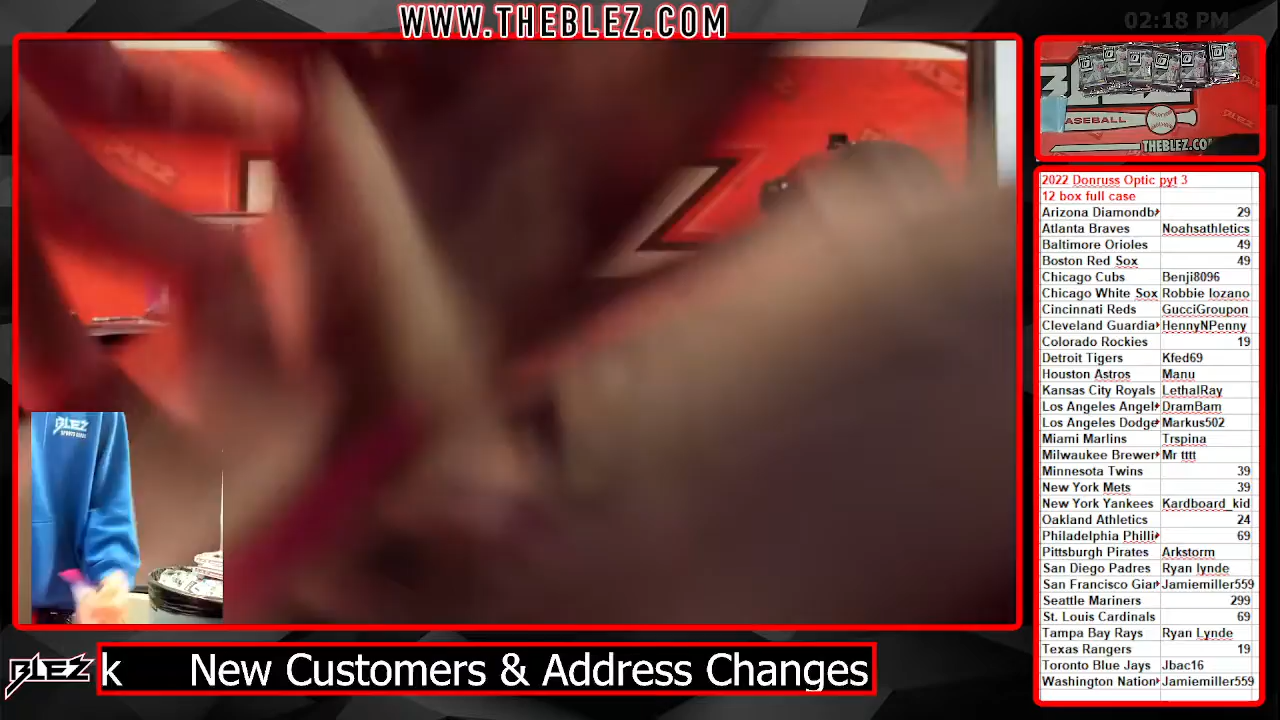 WWW.THEBLEZ.COM
02:18 PM
BLEZ
SPORTS CARDS
ASEBALL
THEBLEZ.CO
2022 Donruss Optic pyt 3
12 box full case
Arizona Diamondb 29
Atlanta Braves Noahsathletics
Baltimore Orioles 49
Boston Red Sox 49
Chicago Cubs Benji8096
Chicago White Sox Robbie lozano
Cincinnati Reds GucciGroupon
Cleveland Guardia HennyNPenny
Colorado Rockies 19
Detroit Tigers Kfed69
Houston Astros Manu
Kansas City Royals LethalRay
Los Angeles Angel DramBam
Los Angeles Dodge Markus502
Miami Marlins Trspina
Milwaukee Brewer Mr tttt
Minnesota Twins 39
New York Mets 39
New York Yankees Kardboard_kid
Oakland Athletics 24
Philadelphia Philli 69
Pittsburgh Pirates Arkstorm
San Diego Padres Ryan lynde
San Francisco Giar Jamiemiller559
Seattle Mariners 299
St. Louis Cardinals 69
Tampa Bay Rays Ryan Lynde
Texas Rangers 19
Toronto Blue Jays Jbac16
Washington Nation Jamiemiller559
BLEZ k New Customers & Address Changes